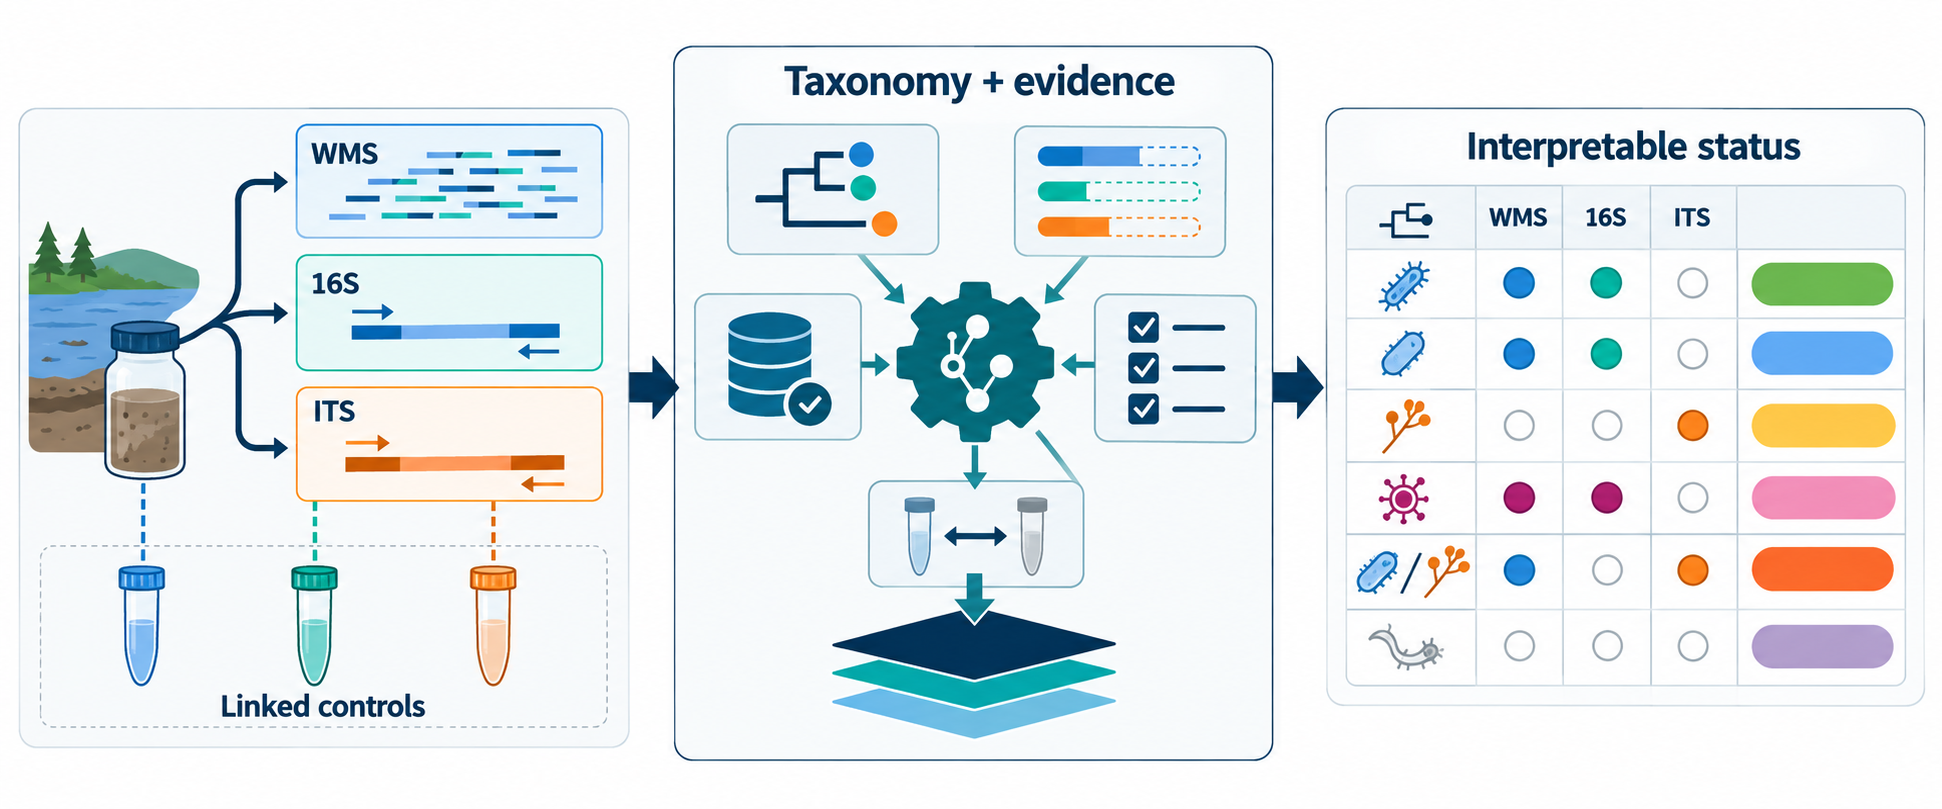 WMS
16S
ITS
Linked controls
Taxonomy + evidence
Interpretable status
WMS 16S ITS